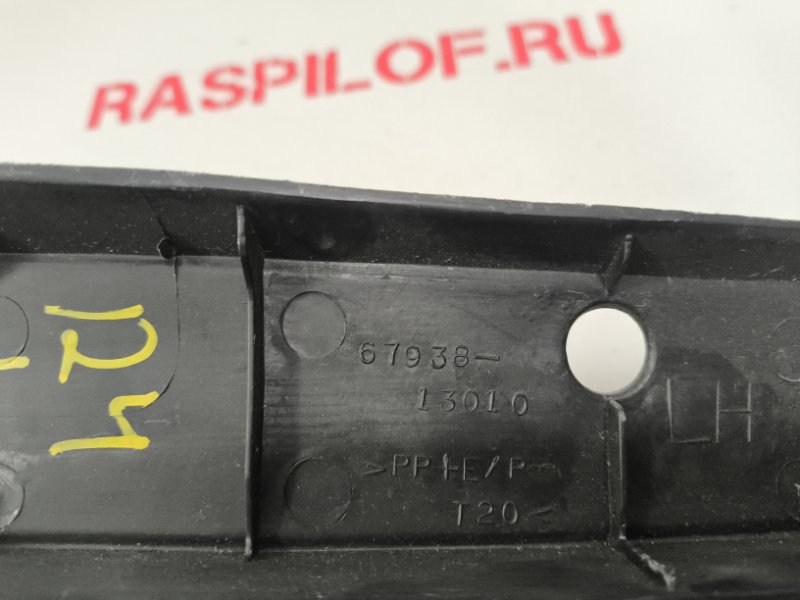 RASPILOF.RU
67938-
13010
LH
>PP+E/P
T20<